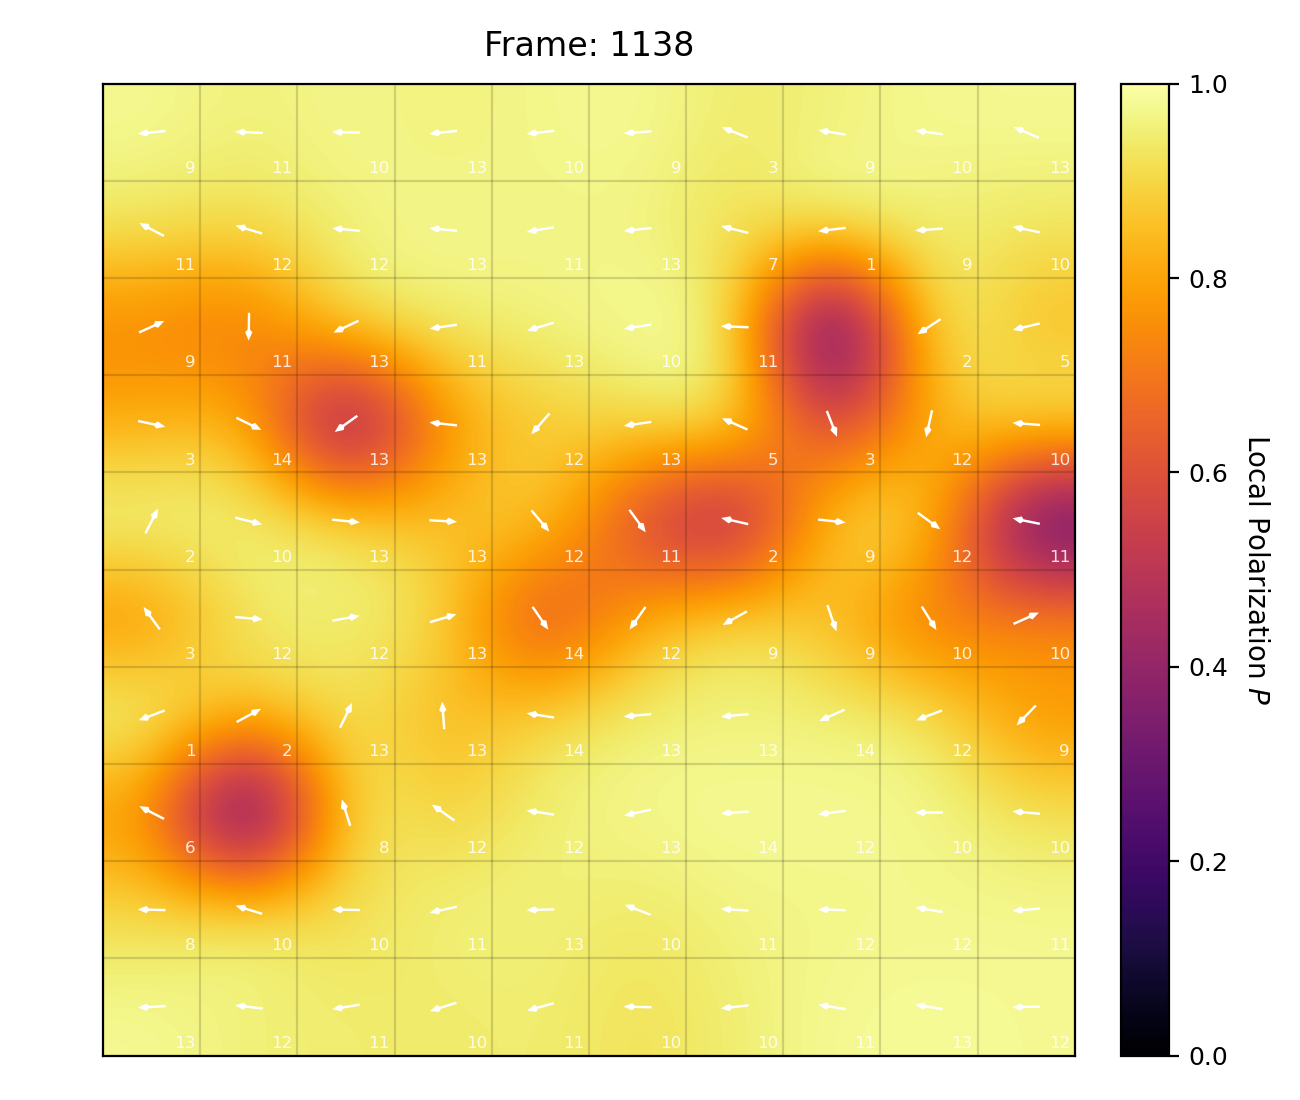 Frame: 1138
9 11 10 13 10 9 3 9 10 13
11 12 12 13 11 13 7 1 9 10
9 11 13 11 13 10 11 2 5
3 14 13 13 12 13 5 3 12 10
2 10 13 13 12 11 2 9 12 11
3 12 12 13 14 12 9 9 10 10
1 2 13 13 14 13 13 14 12 9
6 8 12 12 13 14 12 10 10
8 10 10 11 13 10 11 12 12 11
13 12 11 10 11 10 10 11 13 12
1.0
0.8
0.6
0.4
0.2
0.0
Local Polarization P